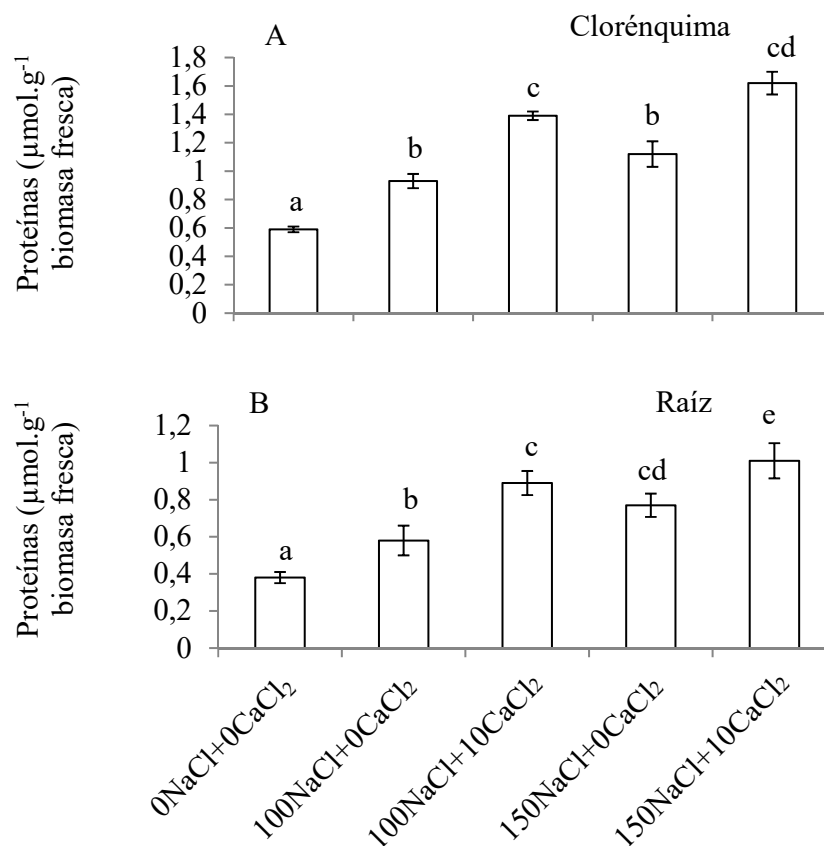 A
Clorénquima
Proteínas (µmol.g⁻¹
biomasa fresca)
1,8
1,6
1,4
1,2
1
0,8
0,6
0,4
0,2
0
a
b
c
b
cd
B
Raíz
Proteínas (µmol.g⁻¹
biomasa fresca)
1,2
1
0,8
0,6
0,4
0,2
0
a
b
c
cd
e
0NaCl+0CaCl₂
100NaCl+0CaCl₂
100NaCl+10CaCl₂
150NaCl+0CaCl₂
150NaCl+10CaCl₂